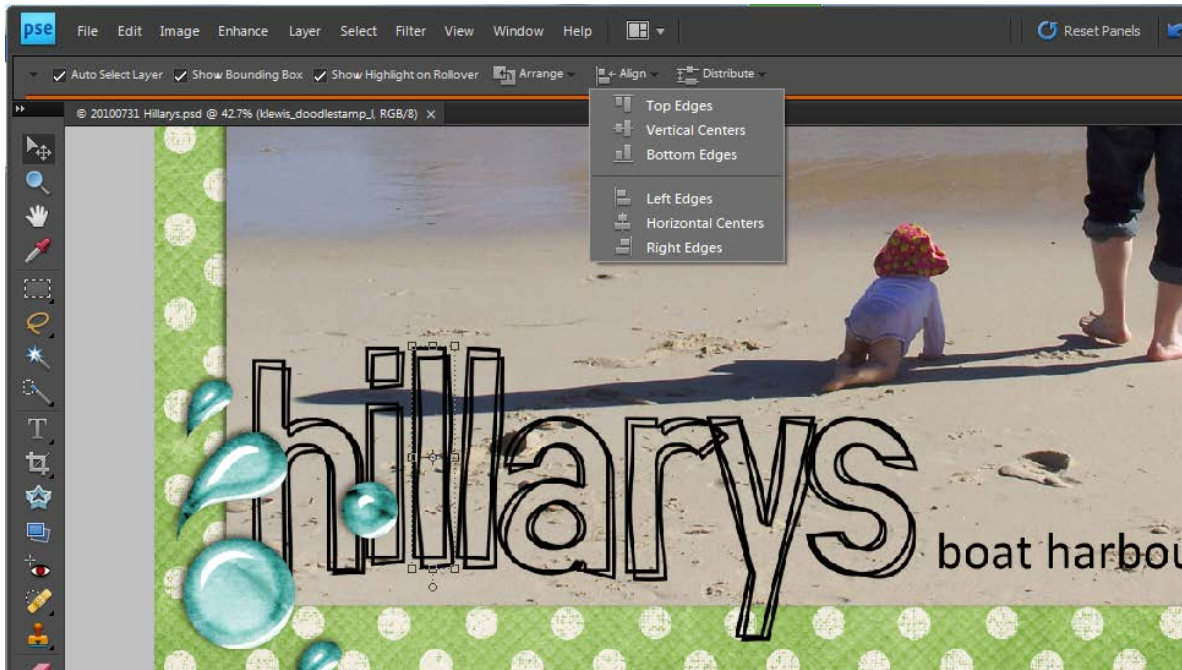 pse File Edit Image Enhance Layer Select Filter View Window Help Reset Panels
Auto Select Layer Show Bounding Box Show Highlight on Rollover Arrange Align Distribute
© 20100731 Hillarys.psd @ 42.7% (klewis_doodlestamp_l, RGB/8) ×
Top Edges
Vertical Centers
Bottom Edges
Left Edges
Horizontal Centers
Right Edges
T
hillarys
boat harbou